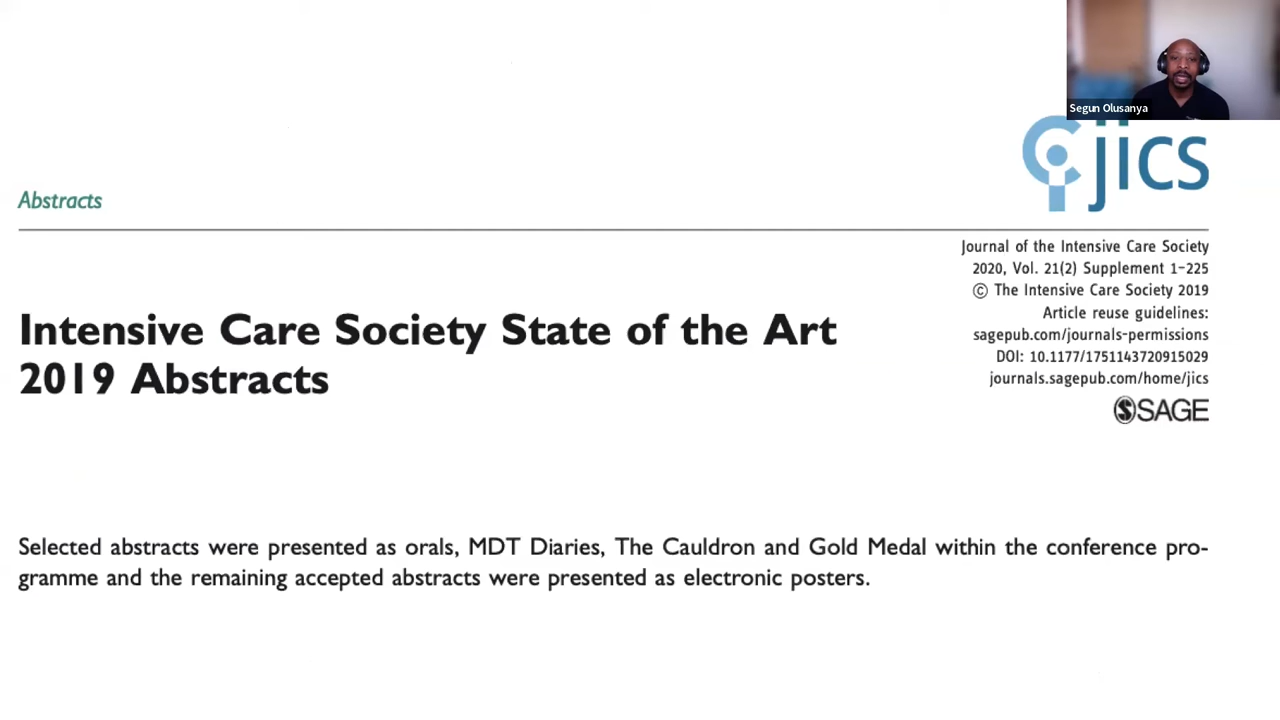 Segun Olusanya
jics
Abstracts
Journal of the Intensive Care Society
2020, Vol. 21(2) Supplement 1–225
© The Intensive Care Society 2019
Article reuse guidelines:
sagepub.com/journals-permissions
DOI: 10.1177/1751143720915029
journals.sagepub.com/home/jics
SAGE
Intensive Care Society State of the Art
2019 Abstracts
Selected abstracts were presented as orals, MDT Diaries, The Cauldron and Gold Medal within the conference pro-
gramme and the remaining accepted abstracts were presented as electronic posters.